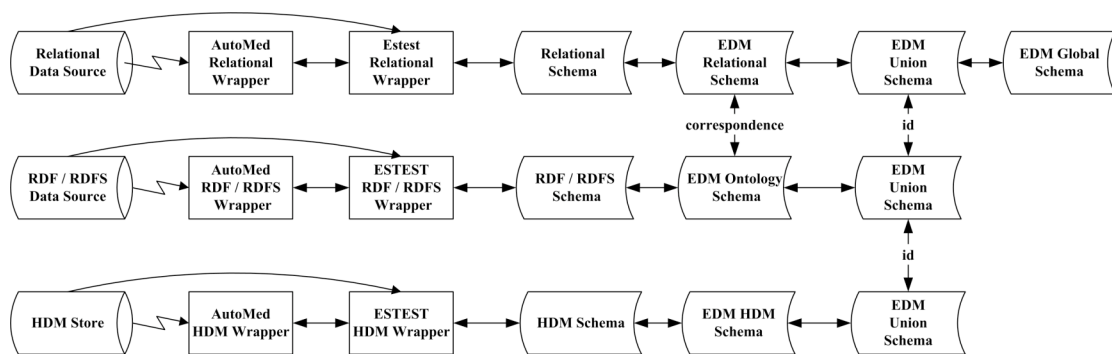 Relational
Data Source
AutoMed
Relational
Wrapper
Estest
Relational
Wrapper
Relational
Schema
EDM
Relational
Schema
EDM
Union
Schema
EDM Global
Schema
correspondence
id
RDF / RDFS
Data Source
AutoMed
RDF / RDFS
Wrapper
ESTEST
RDF / RDFS
Wrapper
RDF / RDFS
Schema
EDM Ontology
Schema
EDM
Union
Schema
id
HDM Store
AutoMed
HDM Wrapper
ESTEST
HDM Wrapper
HDM Schema
EDM HDM
Schema
EDM
Union
Schema